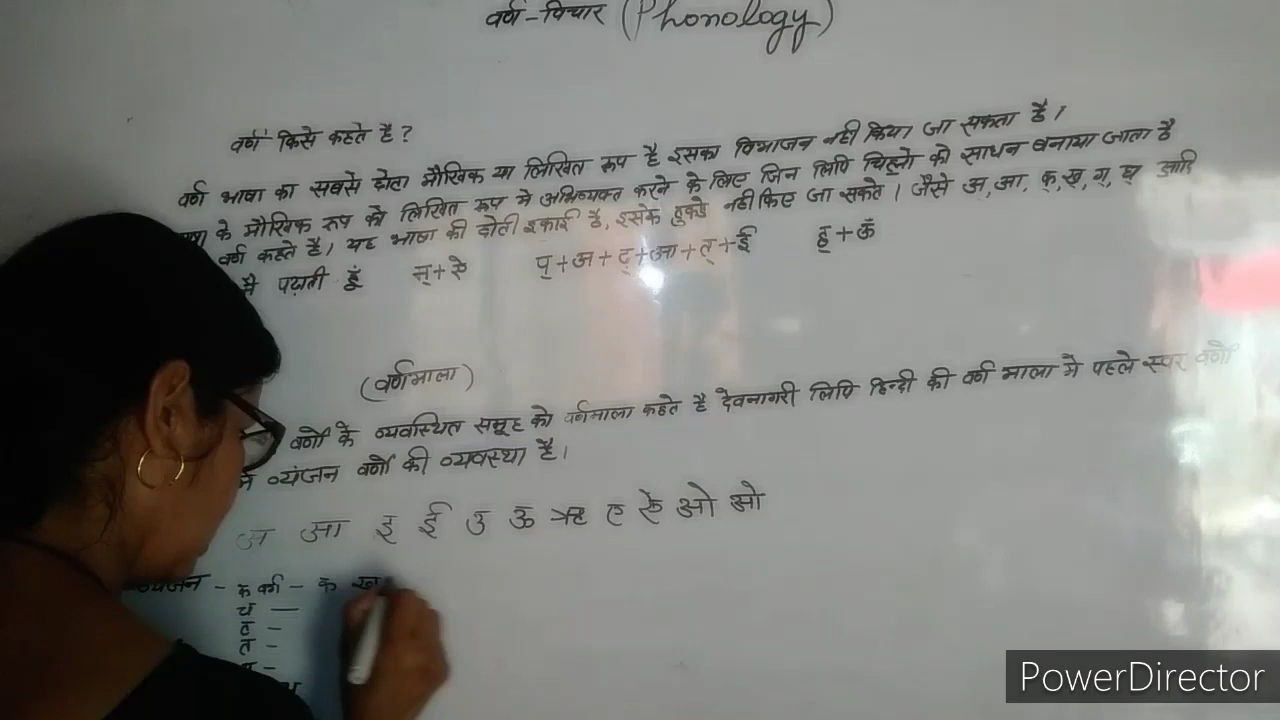 वर्ण-विचार (Phonology)
वर्ण किसे कहते है?
वर्ण भाषा का सबसे छोटा मौखिक या लिखित रूप है इसका विभाजन नही किया जा सकता है।
के मौखिक रूप को लिखित रूप मे अभिव्यक्त करने के लिए जिन लिपि चिह्नो को साधन बनाया जाता है
वर्ण कहते है। यह भाषा की छोटी इकाई है, इसके टुकडे नही किए जा सकते। जैसे अ, आ, क्, ख्, ग्, घ् आदि
मै पढ़ती हूँ म्+ऐ प्+अ+ढ़्+आ+त्+ई ह्+ऊँ
(वर्णमाला)
वर्णो के व्यवस्थित समूह को वर्णमाला कहते है देवनागरी लिपि हिन्दी की वर्ण माला मे पहले स्वर वर्णो
व्यंजन वर्णो की व्यवस्था है।
अ आ इ ई उ ऊ ऋ ए ऐ ओ ओ
व्यंजन - क वर्ग - क ख
च —
ट -
त -
PowerDirector